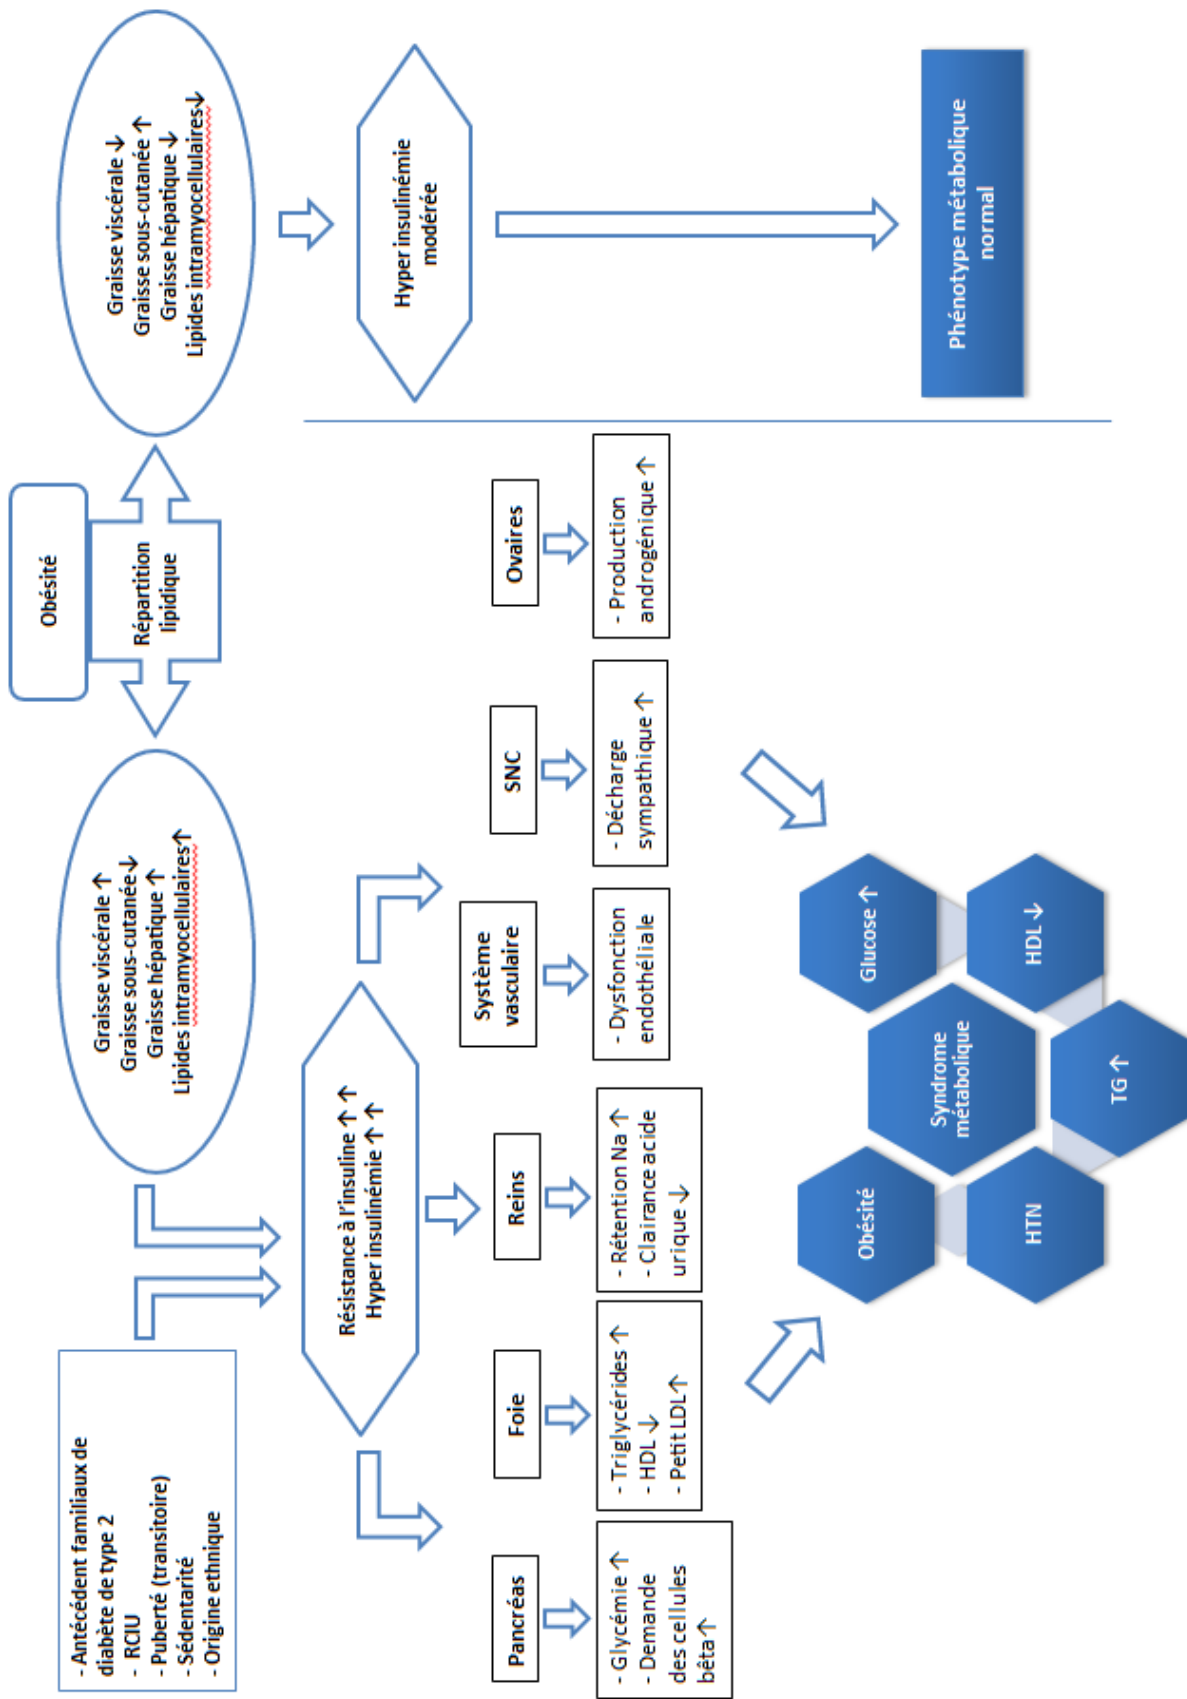 Obésité
Répartition
lipidique
- Antécédent familiaux de
diabète de type 2
- RCIU
- Puberté (transitoire)
- Sédentarité
- Origine ethnique
Graisse viscérale ↑
Graisse sous-cutanée↓
Graisse hépatique ↑
Lipides intramyocellulaires↑
Graisse viscérale ↓
Graisse sous-cutanée ↑
Graisse hépatique ↓
Lipides intramyocellulaires↓
Résistance à l'insuline ↑ ↑
Hyper insulinémie ↑ ↑
Hyper insulinémie
modérée
Pancréas
Foie
Reins
Système
vasculaire
SNC
Ovaires
- Glycémie ↑
- Demande
des cellules
bêta↑
- Triglycérides ↑
- HDL ↓
- Petit LDL↑
- Rétention Na ↑
- Clairance acide
urique ↓
- Dysfonction
endothéliale
- Décharge
sympathique ↑
- Production
androgénique ↑
Obésité
Glucose ↑
Syndrome
métabolique
HTN
HDL ↓
TG ↑
Phénotype métabolique
normal